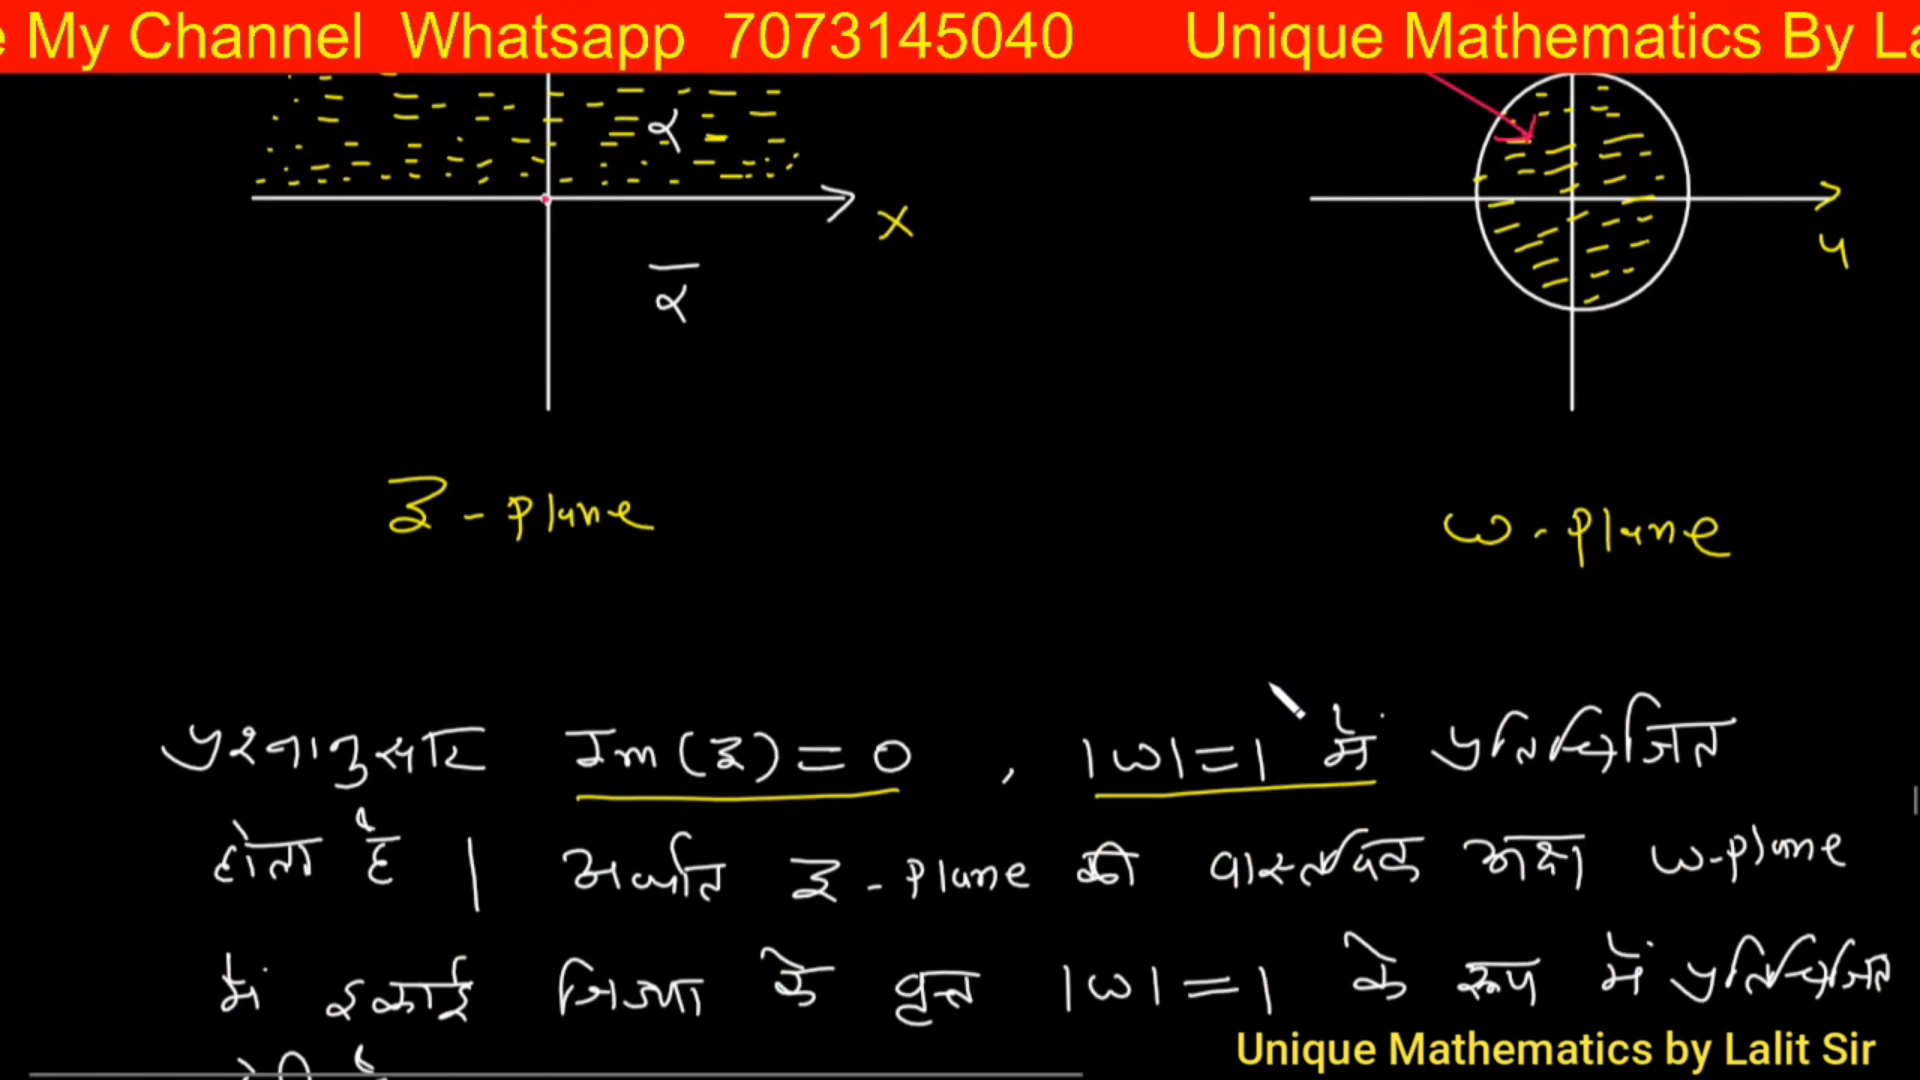 e My Channel Whatsapp 7073145040 Unique Mathematics By La
α
x
ᾱ
u
z - plane
w - plane
प्रश्नानुसार Im(z) = 0 , |w| = 1 में प्रतिचित्रित
होता है | अर्थात z - plane की वास्तविक अक्ष w-plane
में इकाई त्रिज्या के वृत्त |w| = 1 के रूप में प्रतिचित्रित
Unique Mathematics by Lalit Sir